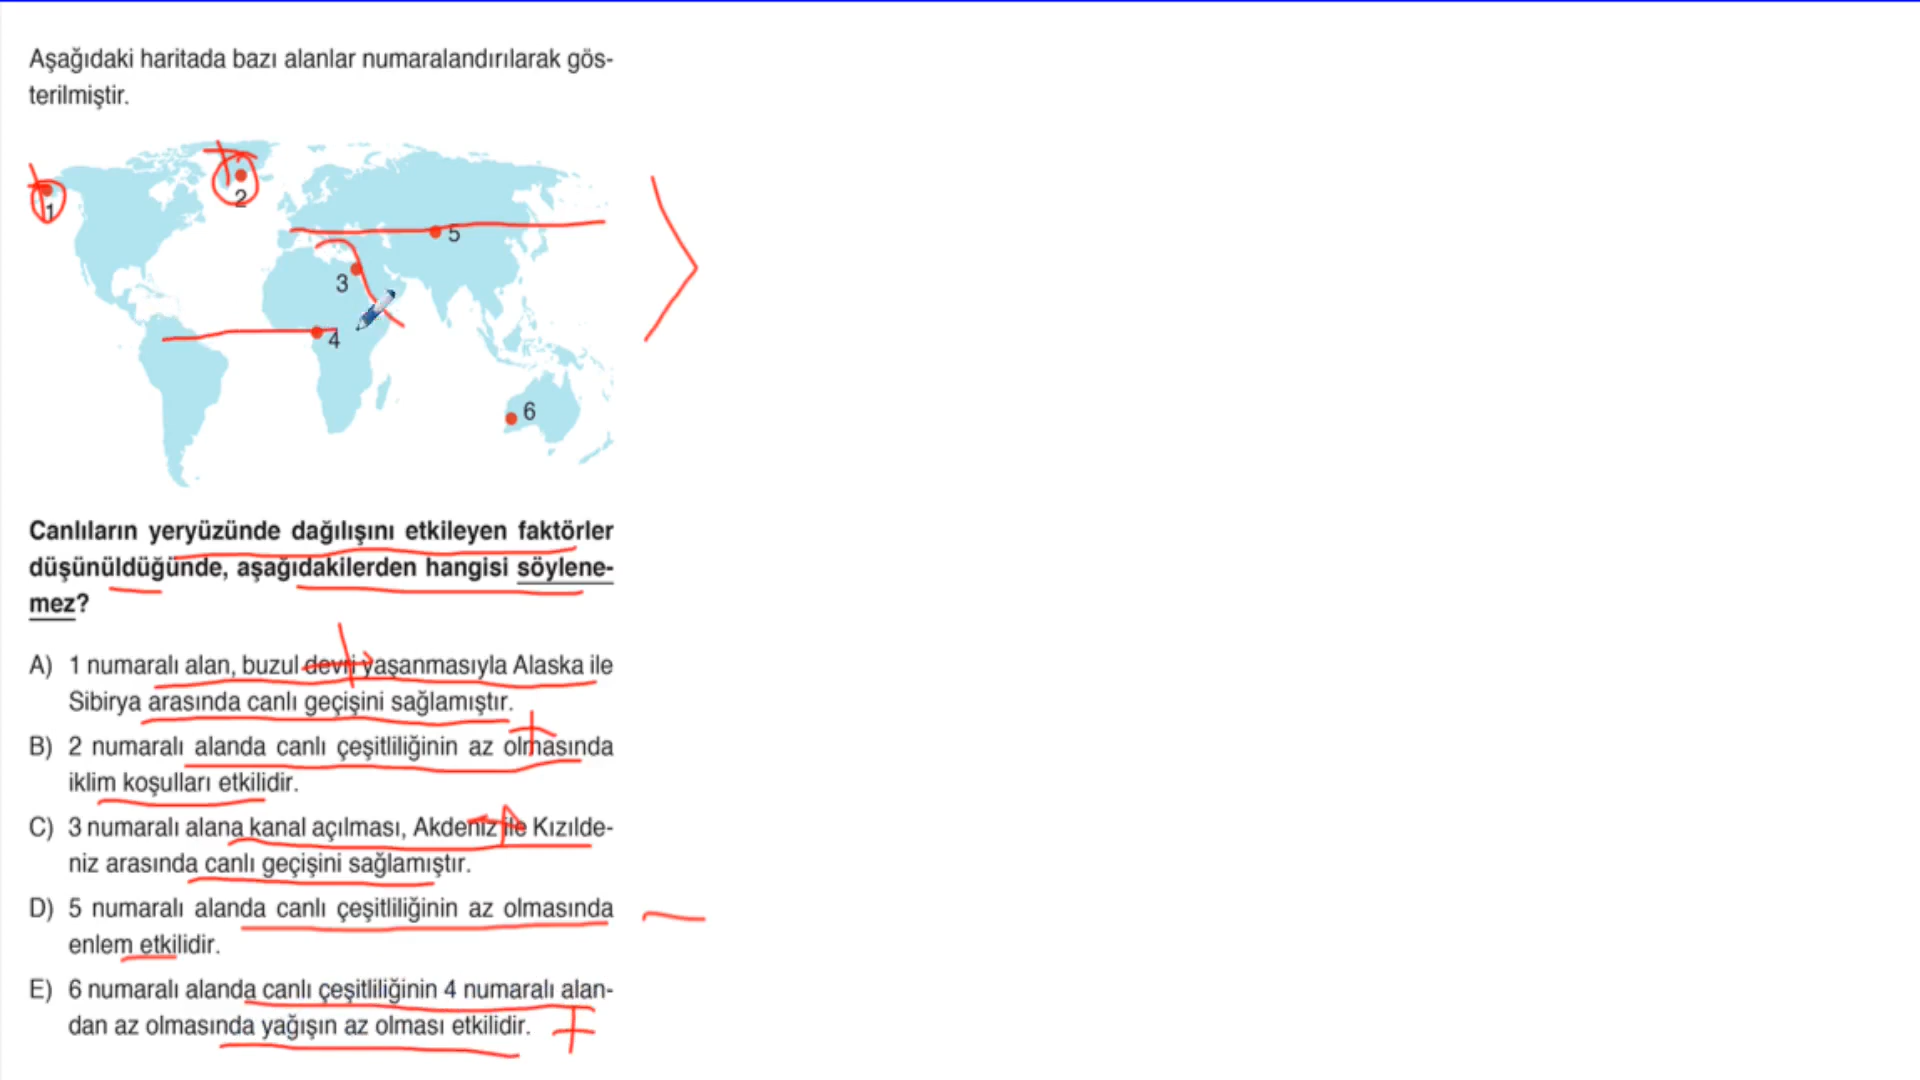 Aşağıdaki haritada bazı alanlar numaralandırılarak gös-
terilmiştir.
1
2
5
3
4
6
Canlıların yeryüzünde dağılışını etkileyen faktörler
düşünüldüğünde, aşağıdakilerden hangisi söylene-
mez?
A) 1 numaralı alan, buzul devri yaşanmasıyla Alaska ile
Sibirya arasında canlı geçişini sağlamıştır.
B) 2 numaralı alanda canlı çeşitliliğinin az olmasında
iklim koşulları etkilidir.
C) 3 numaralı alana kanal açılması, Akdeniz ile Kızılde-
niz arasında canlı geçişini sağlamıştır.
D) 5 numaralı alanda canlı çeşitliliğinin az olmasında
enlem etkilidir.
E) 6 numaralı alanda canlı çeşitliliğinin 4 numaralı alan-
dan az olmasında yağışın az olması etkilidir.